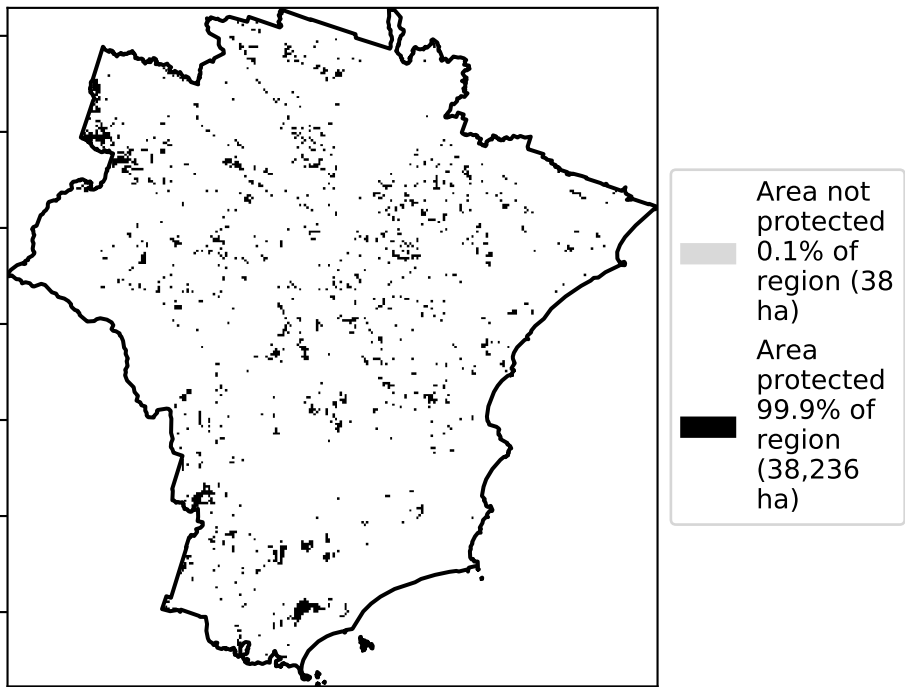 Area not
protected
0.1% of
region (38
ha)
Area
protected
99.9% of
region
(38,236
ha)